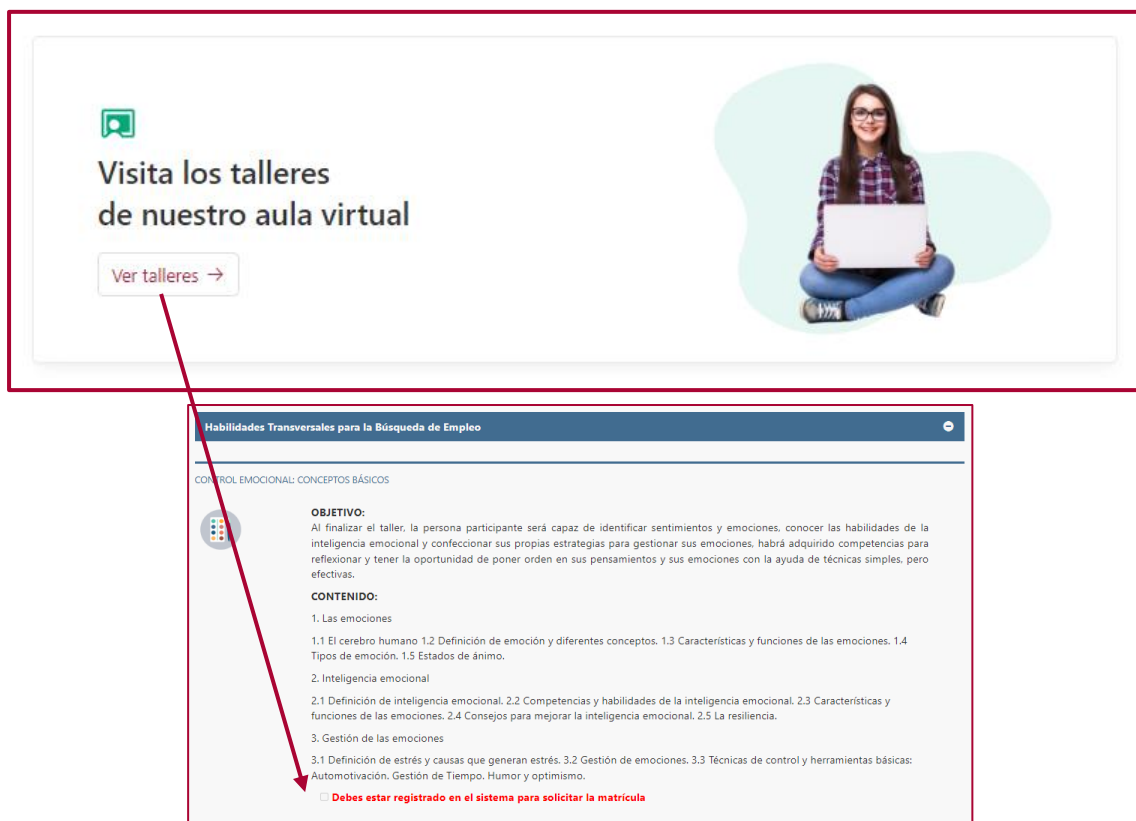 Visita los talleres
de nuestro aula virtual
Ver talleres →
Habilidades Transversales para la Búsqueda de Empleo
CONTROL EMOCIONAL: CONCEPTOS BÁSICOS
OBJETIVO:
Al finalizar el taller, la persona participante será capaz de identificar sentimientos y emociones, conocer las habilidades de la
inteligencia emocional y confeccionar sus propias estrategias para gestionar sus emociones, habrá adquirido competencias para
reflexionar y tener la oportunidad de poner orden en sus pensamientos y sus emociones con la ayuda de técnicas simples, pero
efectivas.
CONTENIDO:
1. Las emociones
1.1 El cerebro humano 1.2 Definición de emoción y diferentes conceptos. 1.3 Características y funciones de las emociones. 1.4
Tipos de emoción. 1.5 Estados de ánimo.
2. Inteligencia emocional
2.1 Definición de inteligencia emocional. 2.2 Competencias y habilidades de la inteligencia emocional. 2.3 Características y
funciones de las emociones. 2.4 Consejos para mejorar la inteligencia emocional. 2.5 La resiliencia.
3. Gestión de las emociones
3.1 Definición de estrés y causas que generan estrés. 3.2 Gestión de emociones. 3.3 Técnicas de control y herramientas básicas:
Automotivación. Gestión de Tiempo. Humor y optimismo.
Debes estar registrado en el sistema para solicitar la matrícula